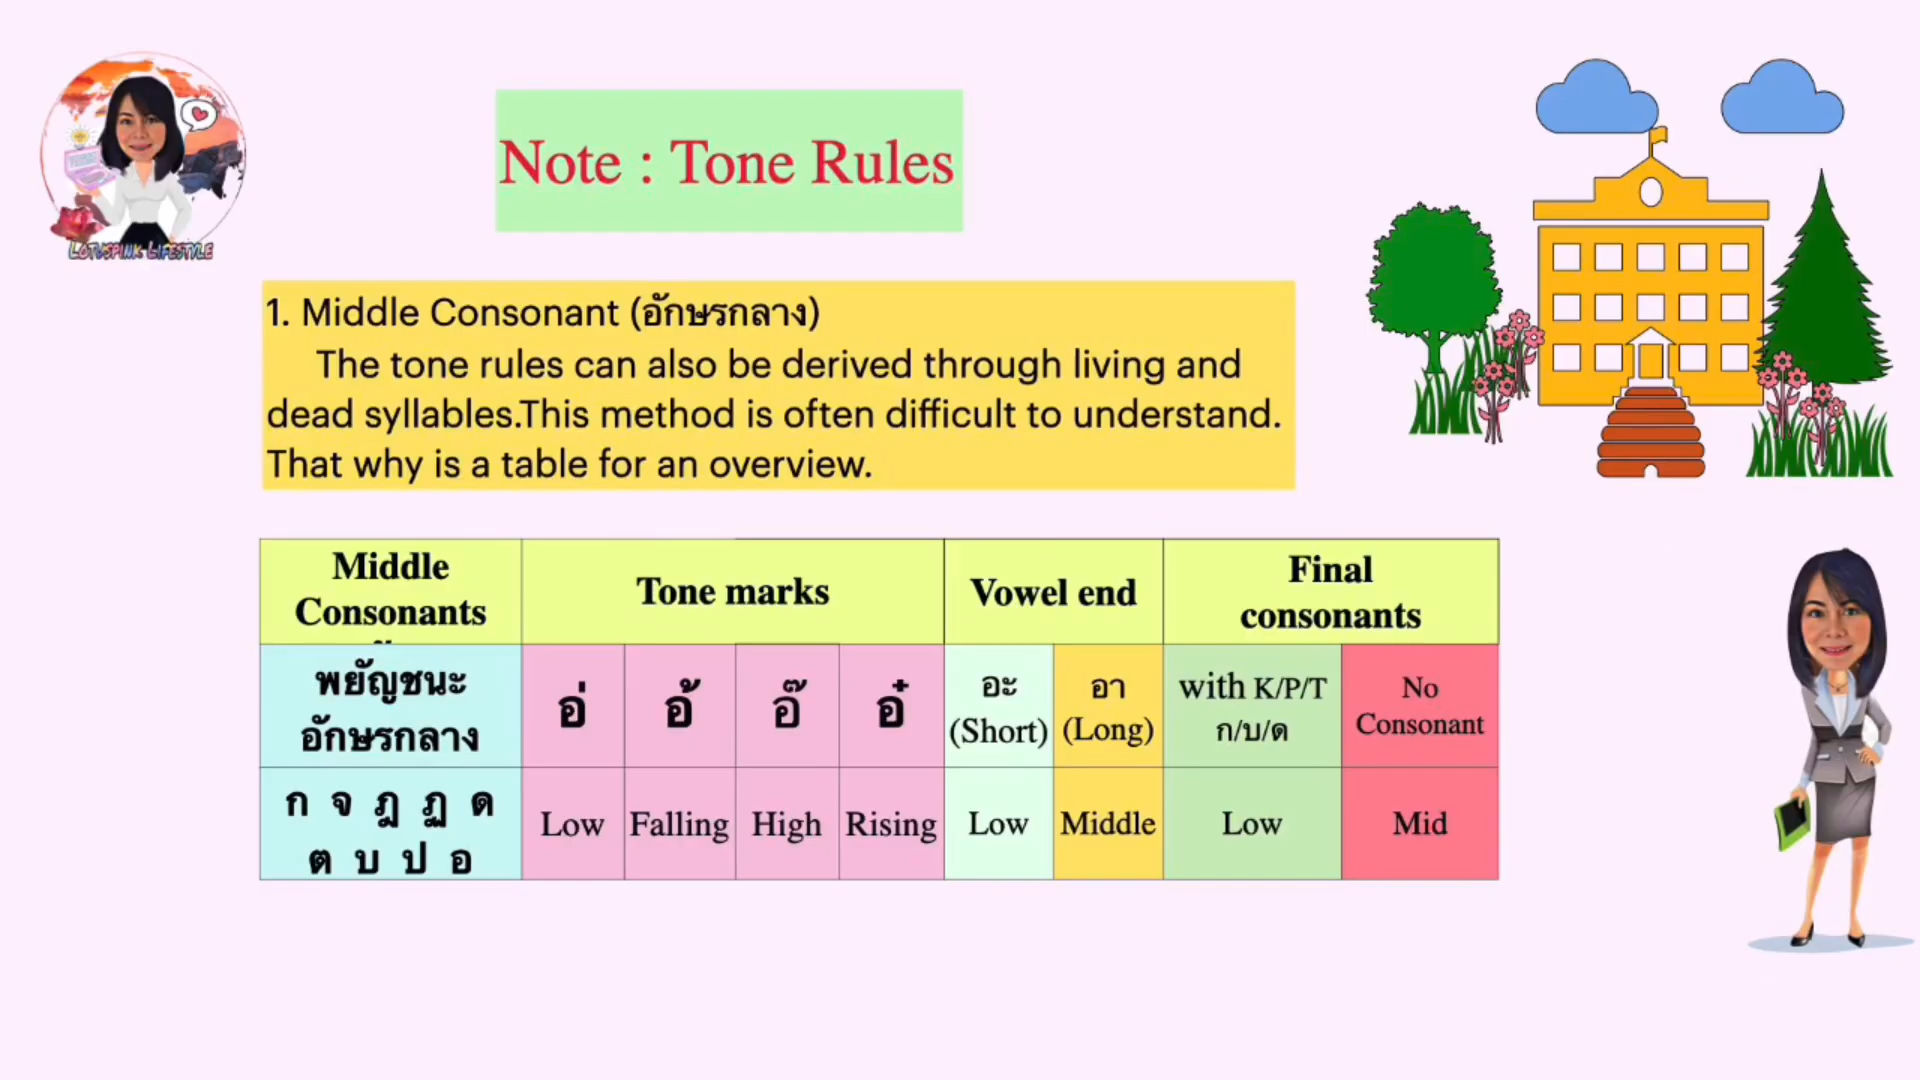 LOTUSPINK LIFESTYLE
Note : Tone Rules
1. Middle Consonant (อักษรกลาง)
The tone rules can also be derived through living and
dead syllables.This method is often difficult to understand.
That why is a table for an overview.
Middle
Consonants
Tone marks
Vowel end
Final
consonants
พยัญชนะ
อักษรกลาง
อ่
อ้
อ๊
อ๋
อะ
(Short)
อา
(Long)
with K/P/T
ก/บ/ด
No
Consonant
ก จ ฎ ฏ ด
ต บ ป อ
Low
Falling
High
Rising
Low
Middle
Low
Mid